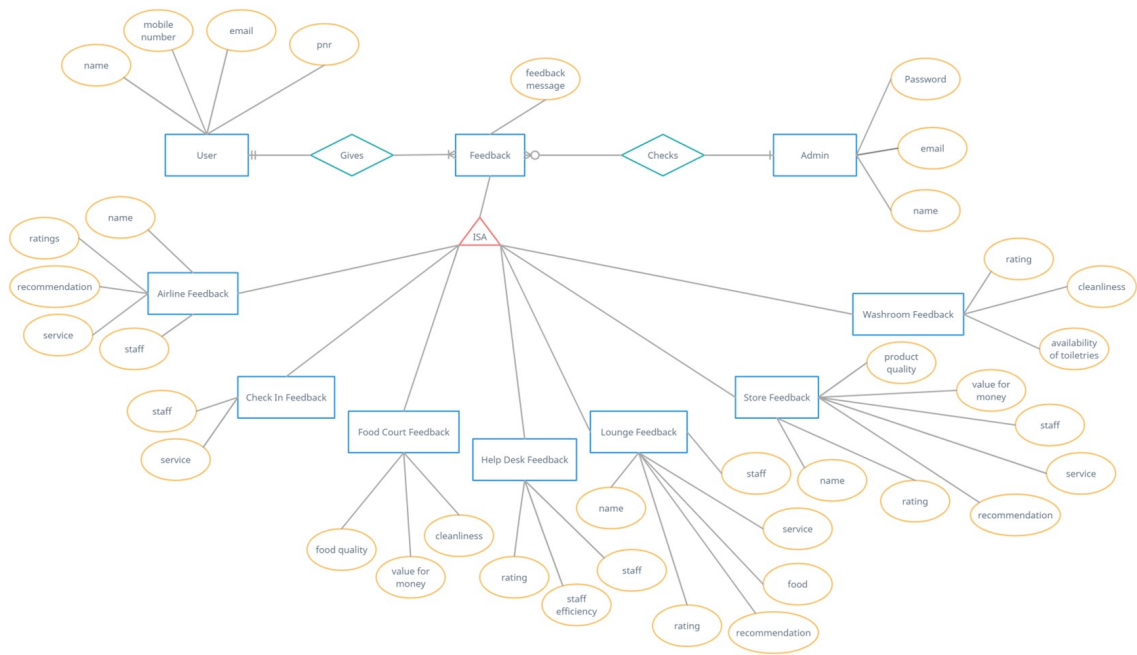 mobile
number
email
pnr
name
feedback
message
Password
User
Gives
Feedback
Checks
Admin
email
name
ISA
name
ratings
recommendation
Airline Feedback
service
staff
rating
cleanliness
Washroom Feedback
availability
of toiletries
product
quality
value for
money
Store Feedback
staff
service
name
rating
recommendation
Check In Feedback
staff
service
Food Court Feedback
food quality
value for
money
cleanliness
Help Desk Feedback
rating
staff
efficiency
staff
Lounge Feedback
staff
name
service
food
rating
recommendation